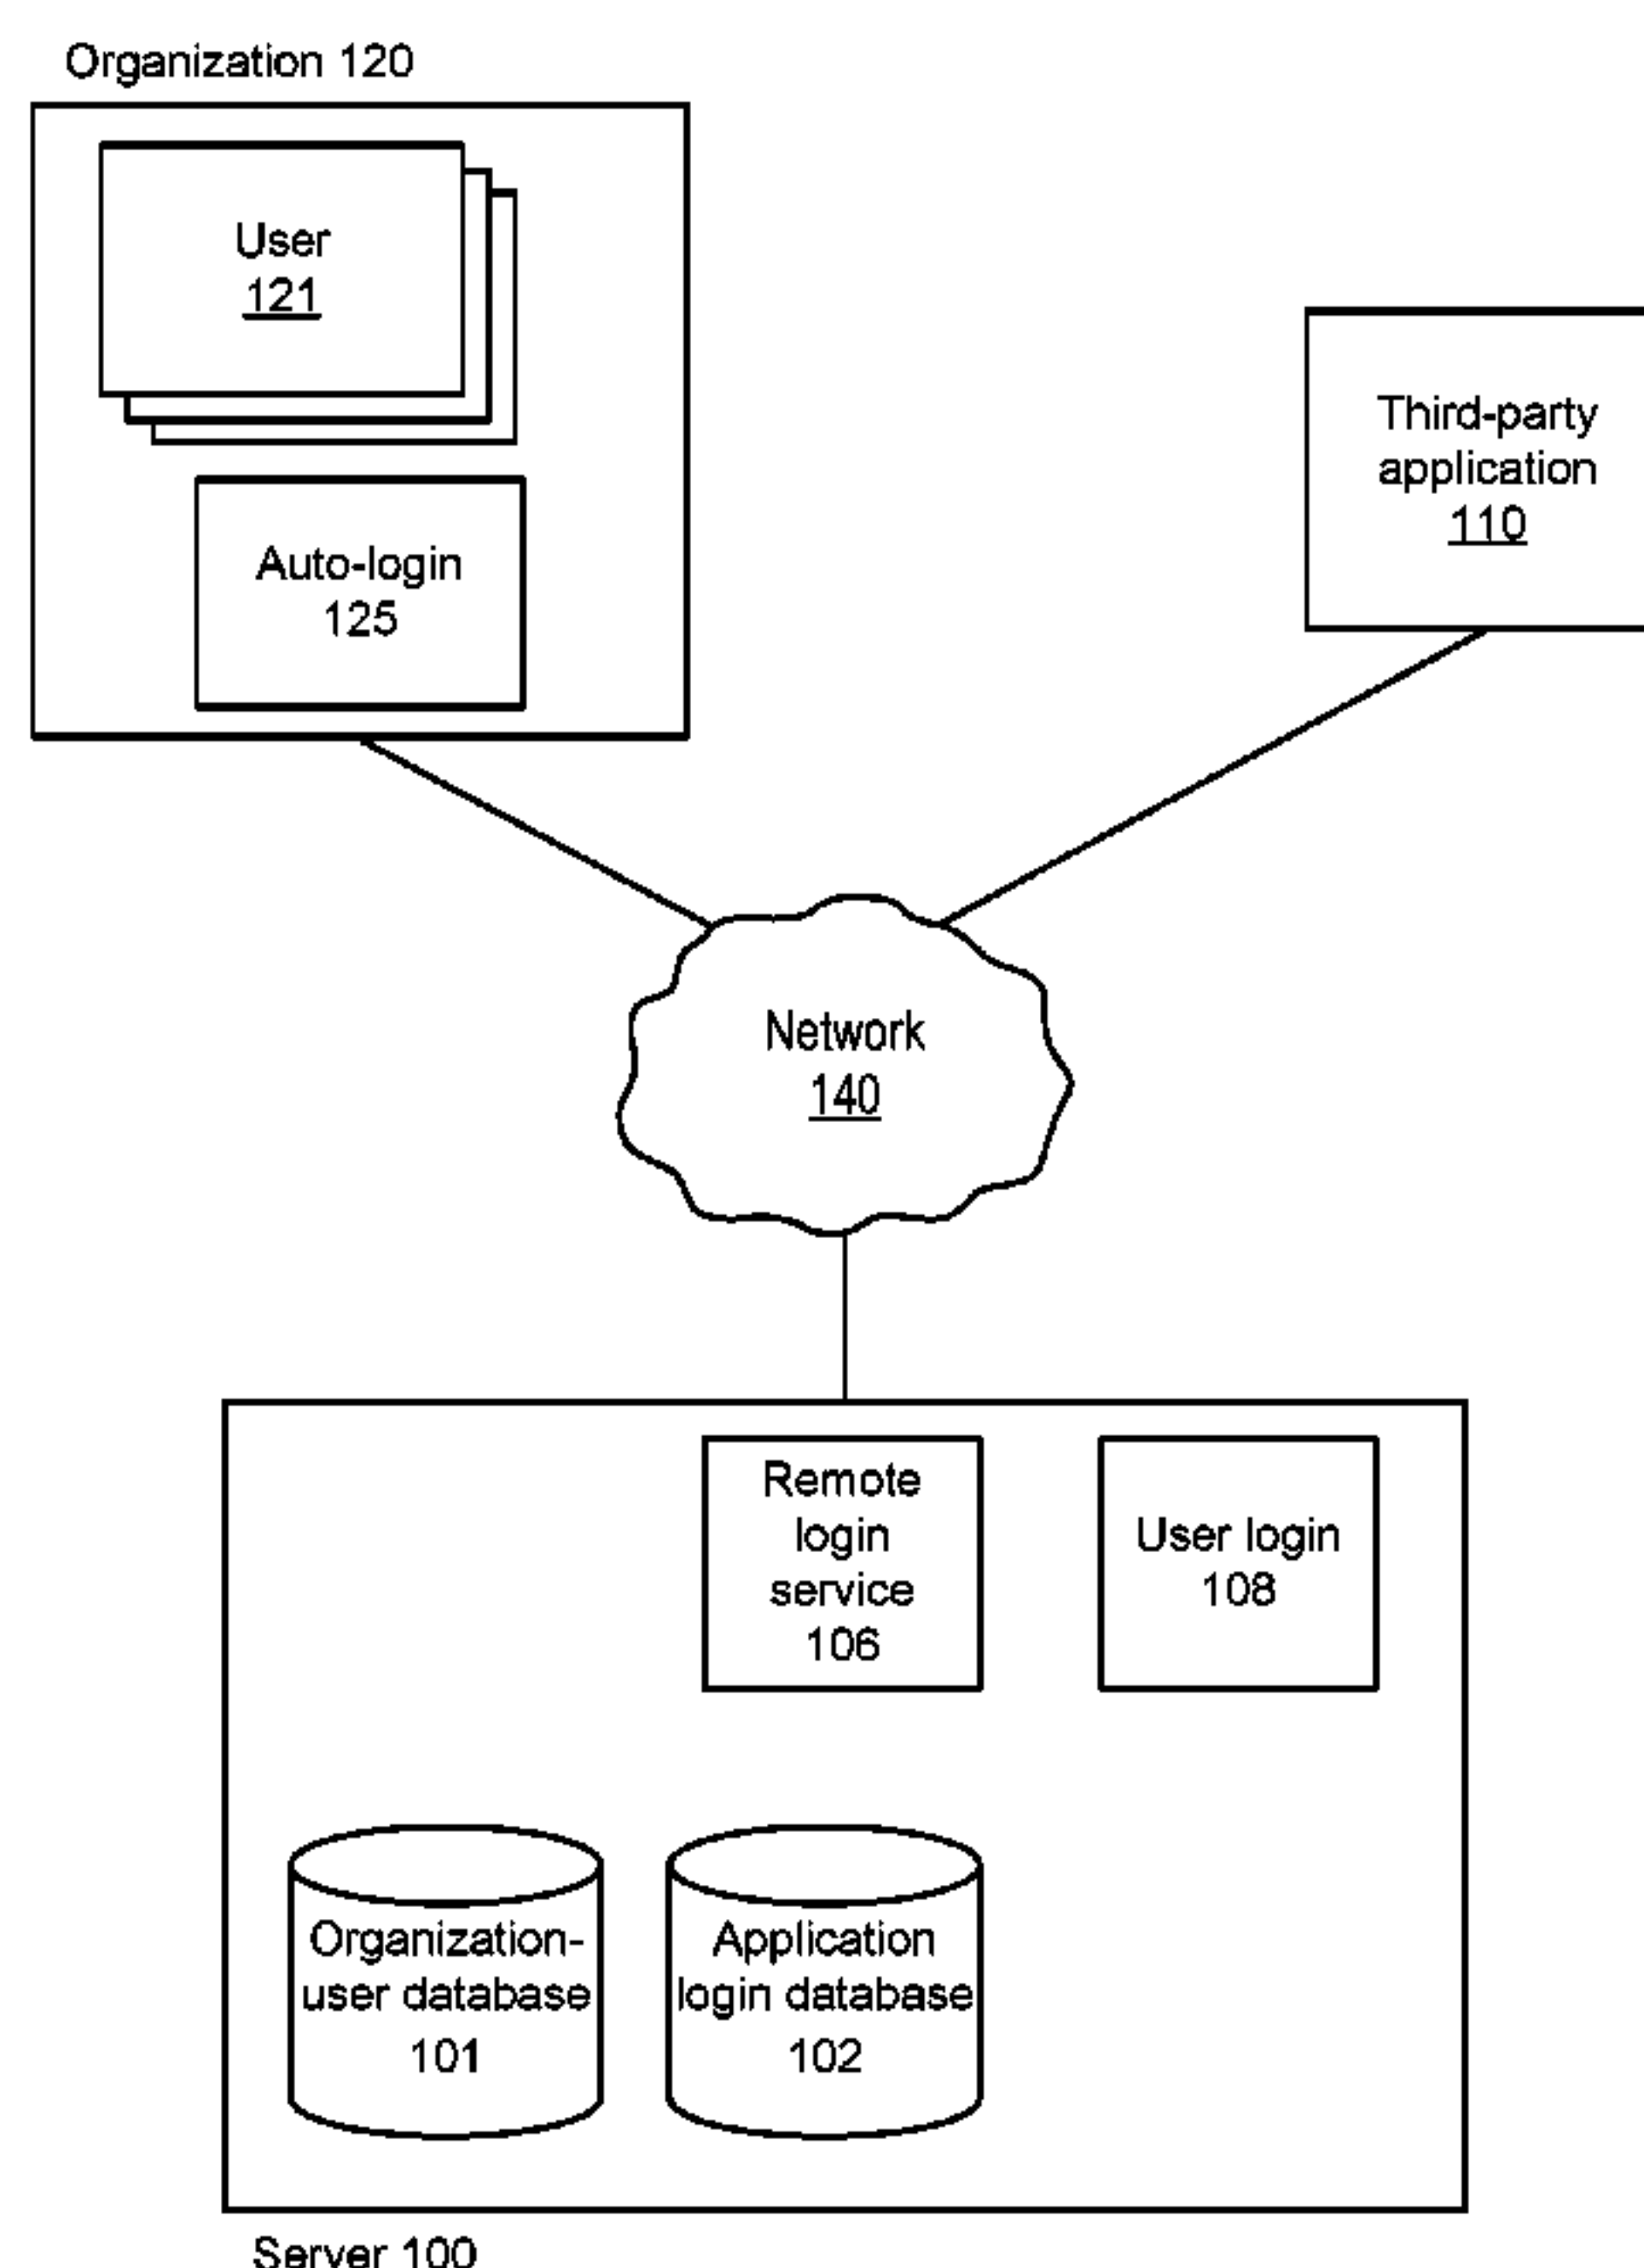 Organization 120
User
121
Auto-login
125
Third-party
application
110
Network
140
Remote
login
service
106
User login
108
Organization-
user database
101
Application
login database
102
Server 100